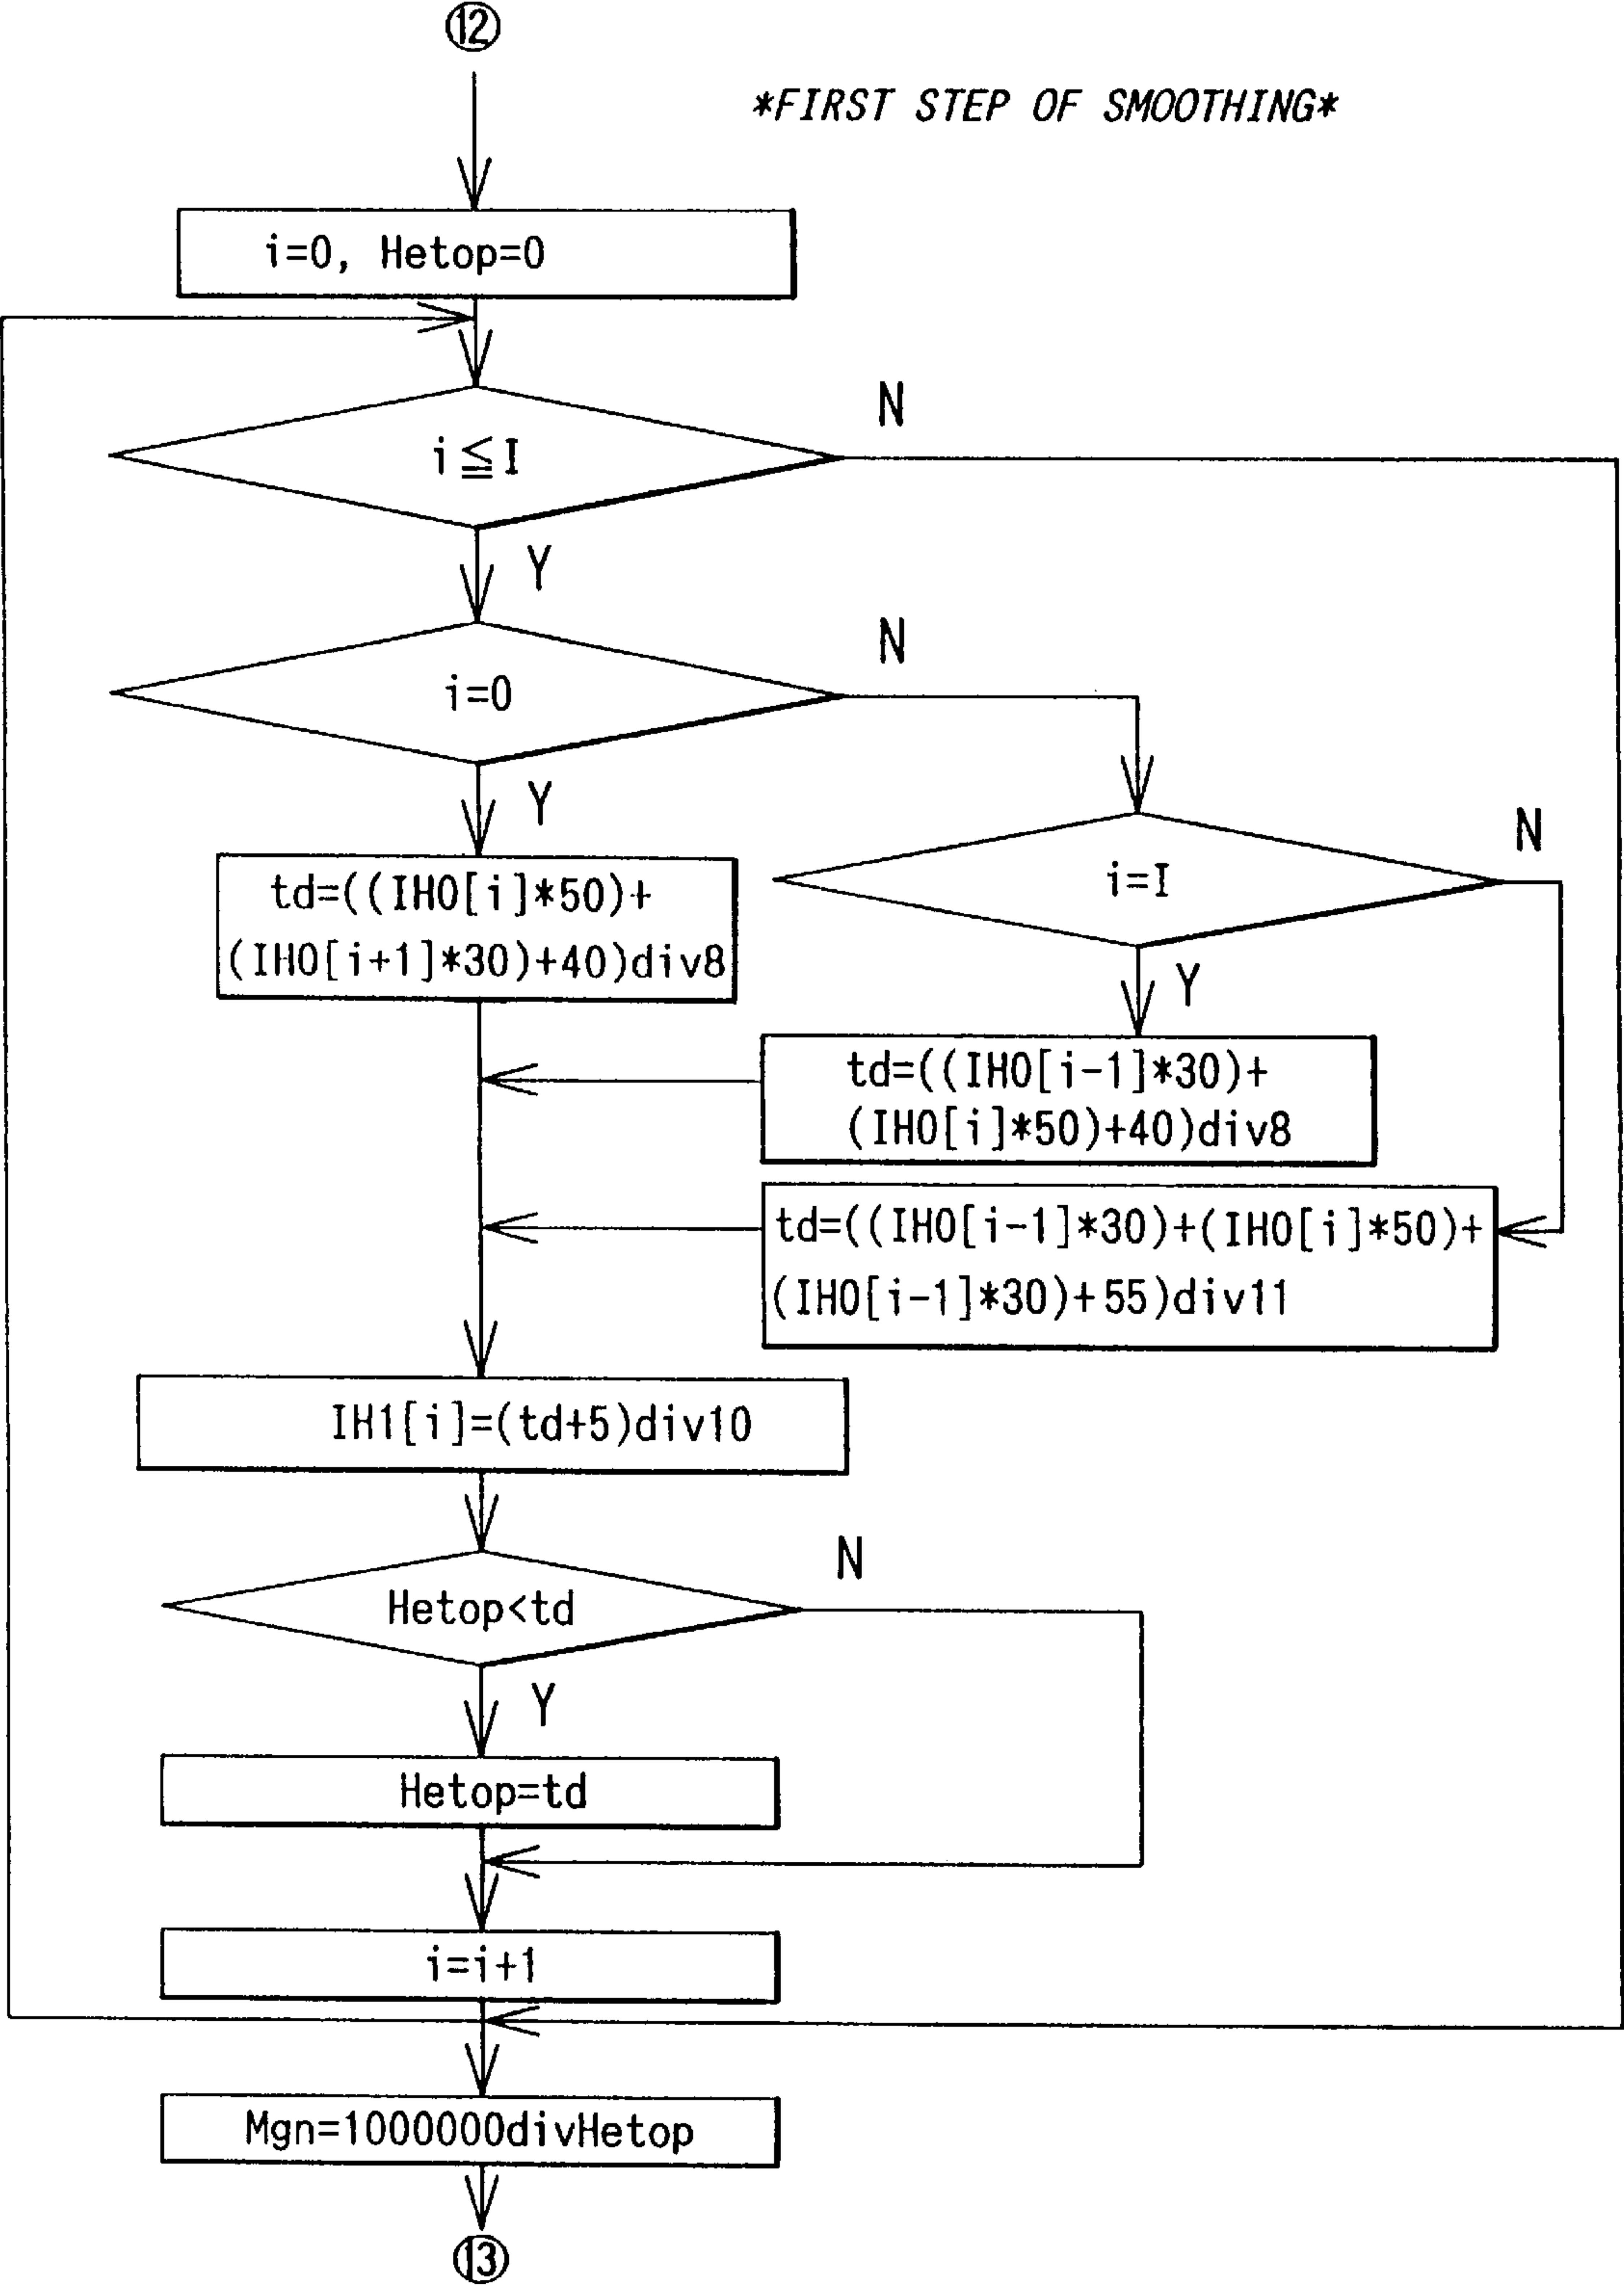 ⑫
*FIRST STEP OF SMOOTHING*
i=0, Hetop=0
i≦I
N
Y
i=0
N
Y
td=((IH0[i]*50)+
(IH0[i+1]*30)+40)div8
i=I
N
Y
td=((IH0[i-1]*30)+
(IH0[i]*50)+40)div8
td=((IH0[i-1]*30)+(IH0[i]*50)+
(IH0[i-1]*30)+55)div11
IH1[i]=(td+5)div10
Hetop<td
N
Y
Hetop=td
i=i+1
Mgn=1000000divHetop
⑬